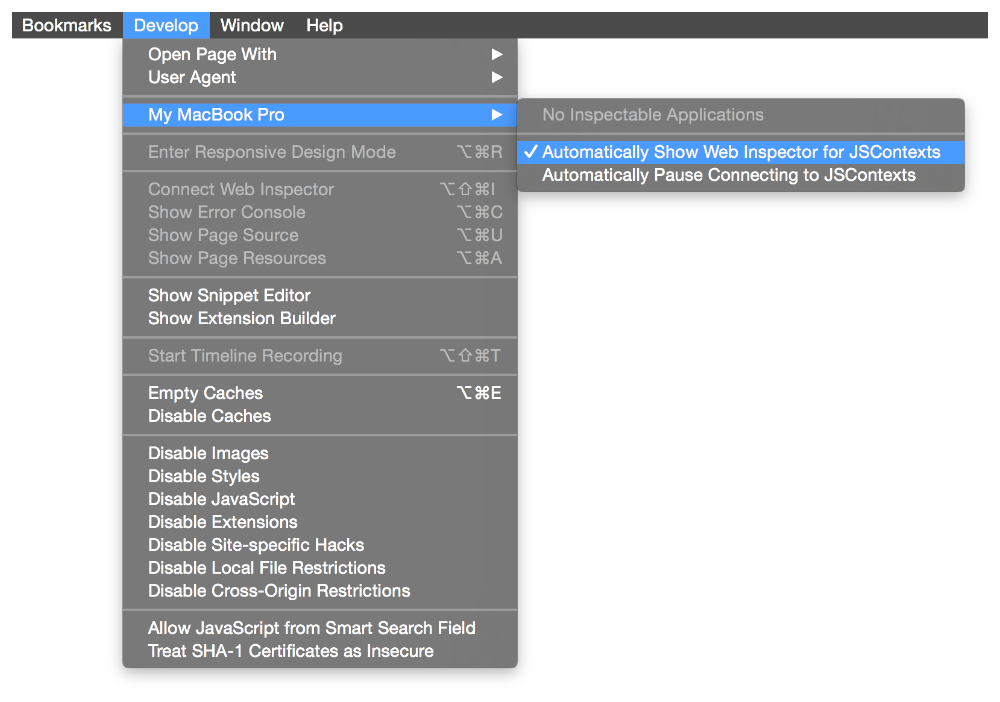 Bookmarks Develop Window Help
Open Page With ▶
User Agent ▶
My MacBook Pro ▶
No Inspectable Applications
✓ Automatically Show Web Inspector for JSContexts
Automatically Pause Connecting to JSContexts
Enter Responsive Design Mode ⌥⌘R
Connect Web Inspector ⌥⇧⌘I
Show Error Console ⌥⌘C
Show Page Source ⌥⌘U
Show Page Resources ⌥⌘A
Show Snippet Editor
Show Extension Builder
Start Timeline Recording ⌥⇧⌘T
Empty Caches ⌥⌘E
Disable Caches
Disable Images
Disable Styles
Disable JavaScript
Disable Extensions
Disable Site-specific Hacks
Disable Local File Restrictions
Disable Cross-Origin Restrictions
Allow JavaScript from Smart Search Field
Treat SHA-1 Certificates as Insecure